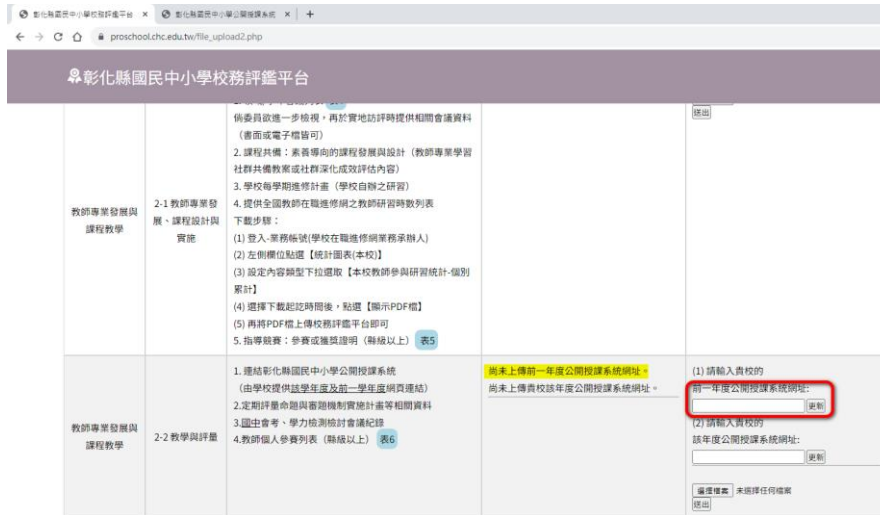 彰化縣國民中小學校務評鑑平台
彰化縣國民中小學公開授課系統
proschool.chc.edu.tw/file_upload2.php
彰化縣國民中小學校務評鑑平台
倘委員欲進一步檢視,再於實地訪評時提供相關會議資料
(書面或電子檔皆可)
2. 課程共備:素養導向的課程發展與設計(教師專業學習
社群共備教案或社群深化成效評估內容)
3. 學校每學期進修計畫(學校自辦之研習)
4. 提供全國教師在職進修網之教師研習時數列表
下載步驟:
(1) 登入-業務帳號(學校在職進修網業務承辦人)
(2) 左側欄位點選【統計圖表(本校)】
(3) 設定內容類型下拉選取【本校教師參與研習統計-個別
累計】
(4) 選擇下載起訖時間後,點選【顯示PDF檔】
(5) 再將PDF檔上傳校務評鑑平台即可
5. 指導競賽:參賽或獲獎證明(縣級以上) 表5
教師專業發展與
課程教學
2-1 教師專業發
展、課程設計與
實施
送出
教師專業發展與
課程教學
2-2 教學與評量
1. 連結彰化縣國民中小學公開授課系統
(由學校提供該學年度及前一學年度網頁連結)
2.定期評量命題與審題機制實施計畫等相關資料
3.國中會考、學力檢測檢討會議紀錄
4.教師個人參賽列表(縣級以上) 表6
尚未上傳前一年度公開授課系統網址。
尚未上傳貴校該年度公開授課系統網址。
(1) 請輸入貴校的
前一年度公開授課系統網址:
更新
(2) 請輸入貴校的
該年度公開授課系統網址:
更新
選擇檔案 未選擇任何檔案
送出